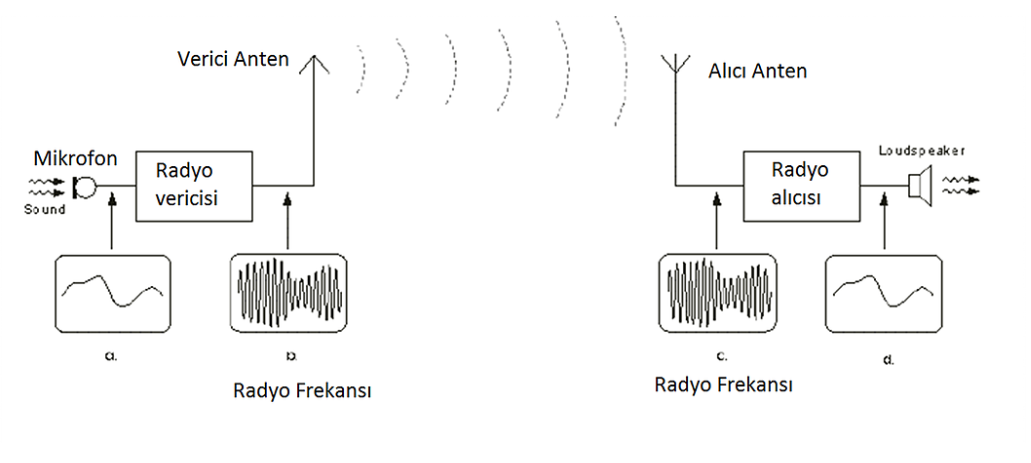 Verici Anten
Alıcı Anten
Mikrofon
Sound
Radyo
vericisi
Radyo
alıcısı
Loudspeaker
a.
b
c.
d.
Radyo Frekansı
Radyo Frekansı